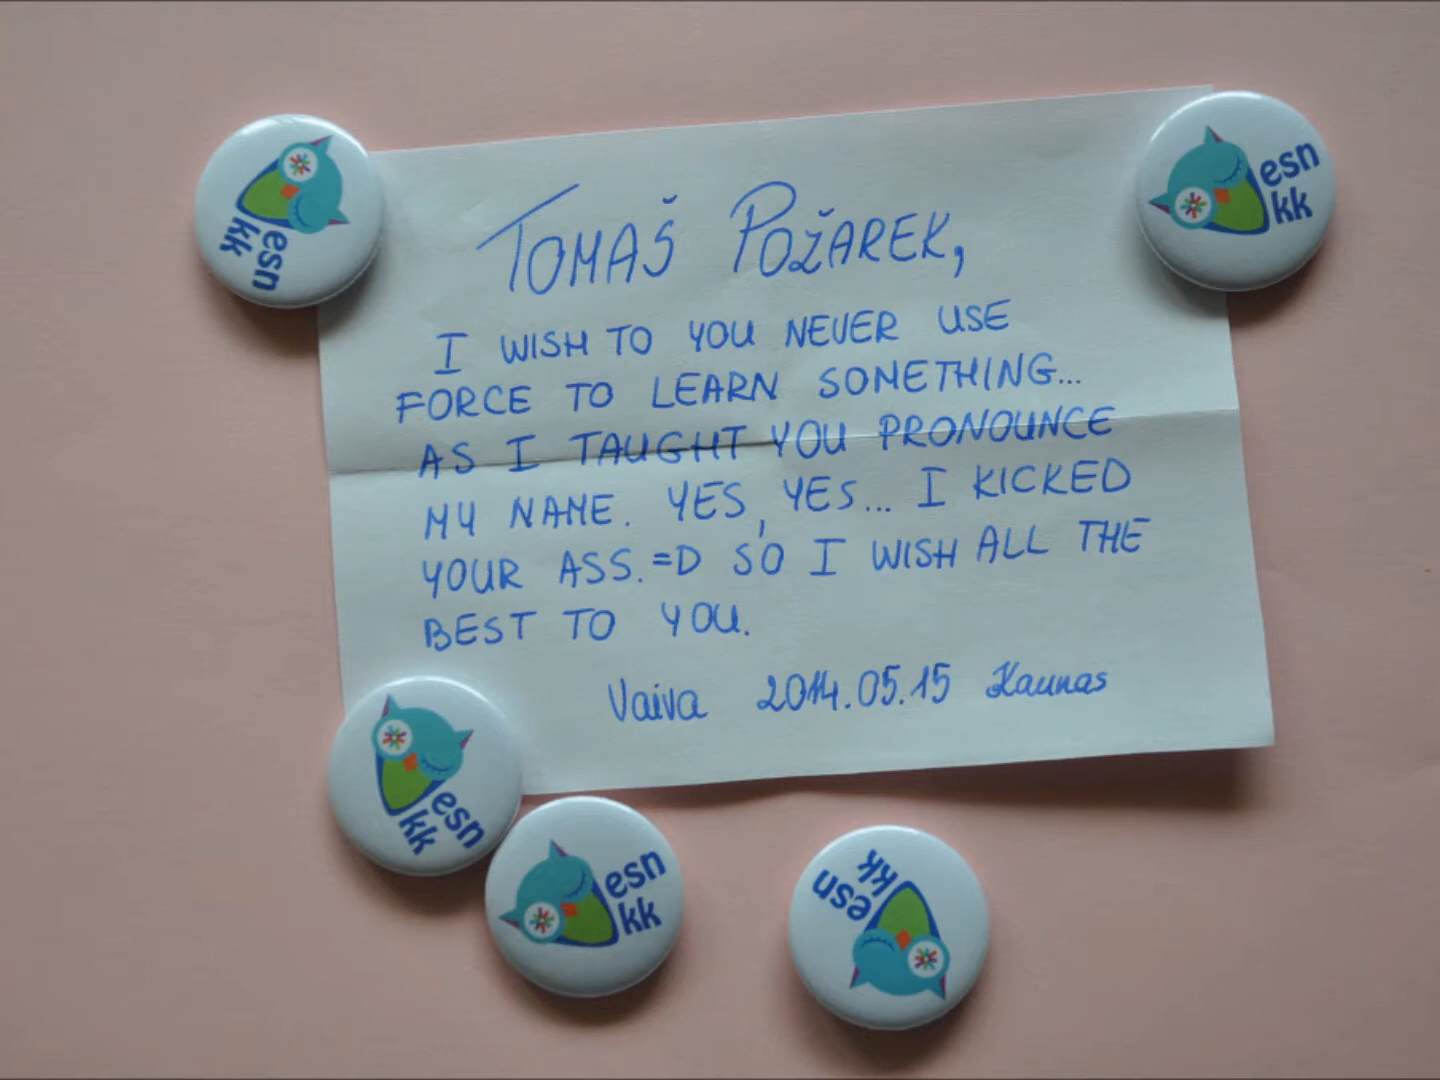 esn
kk
esn
kk
TOMAŠ POŽAREK,
I WISH TO YOU NEVER USE
FORCE TO LEARN SOMETHING...
AS I TAUGHT YOU PRONOUNCE
MY NAME. YES, YES... I KICKED
YOUR ASS. =D SO I WISH ALL THE
BEST TO YOU.
Vaiva 2014.05.15 Kaunas
esn
kk
esn
kk
esn
kk